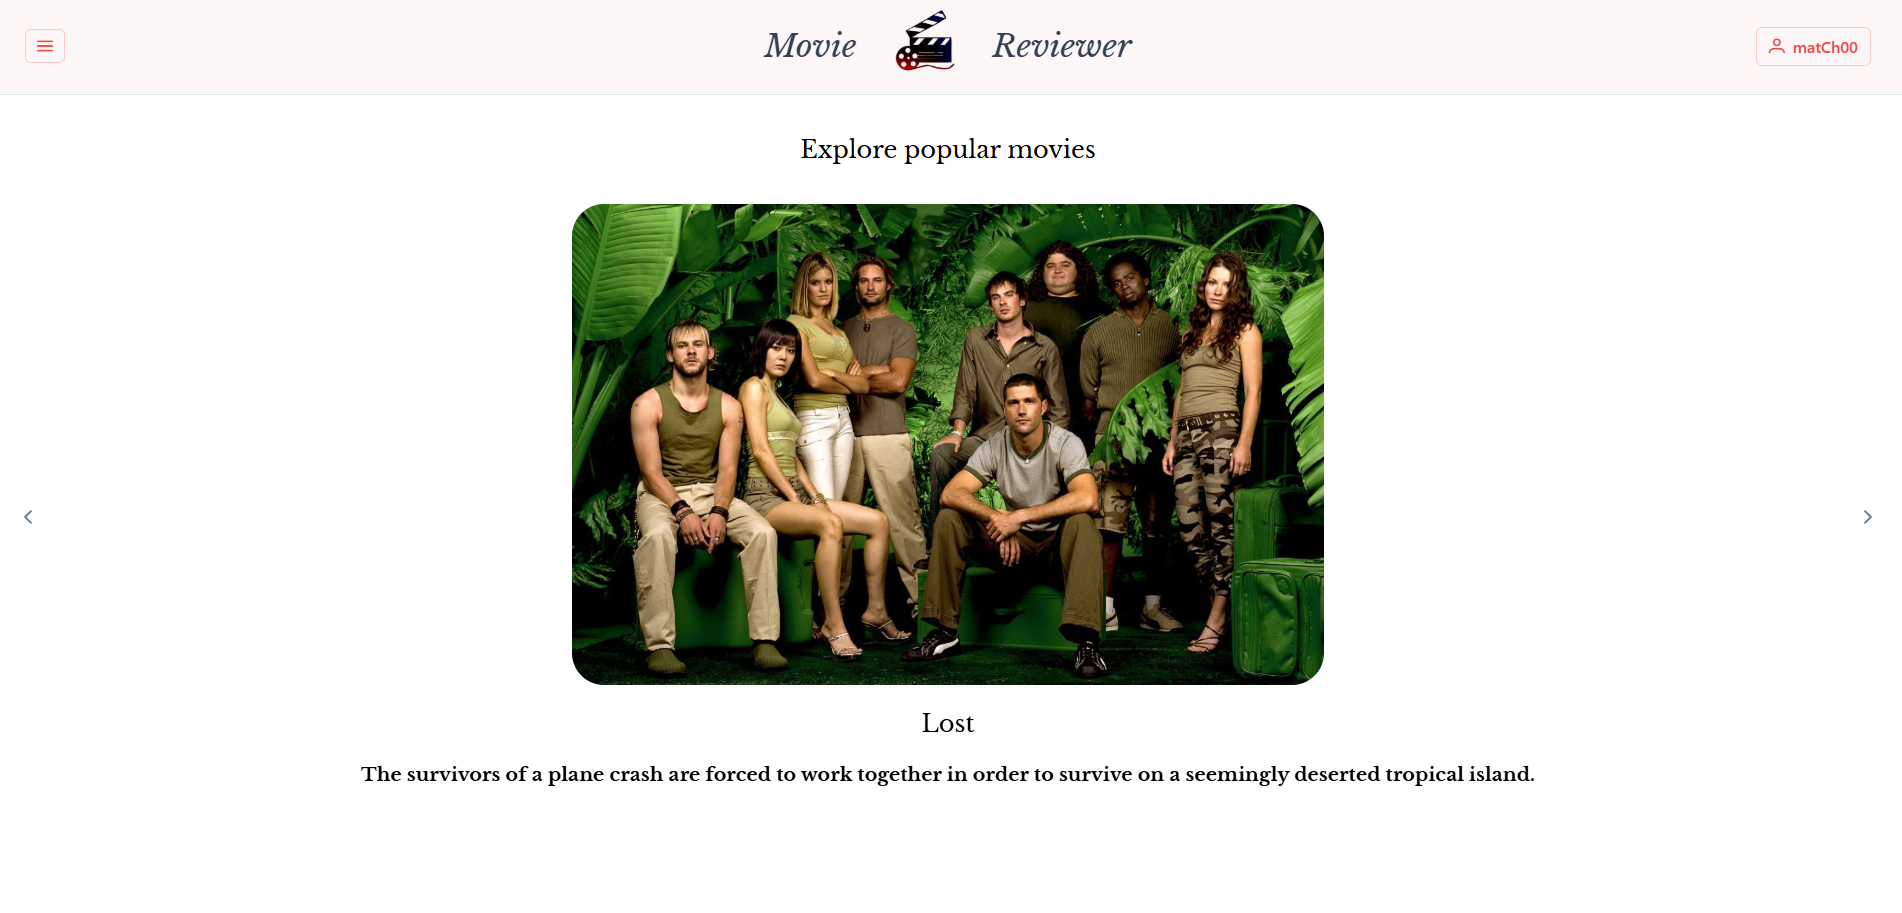 Movie Reviewer
matCh00
Explore popular movies
Lost
The survivors of a plane crash are forced to work together in order to survive on a seemingly deserted tropical island.